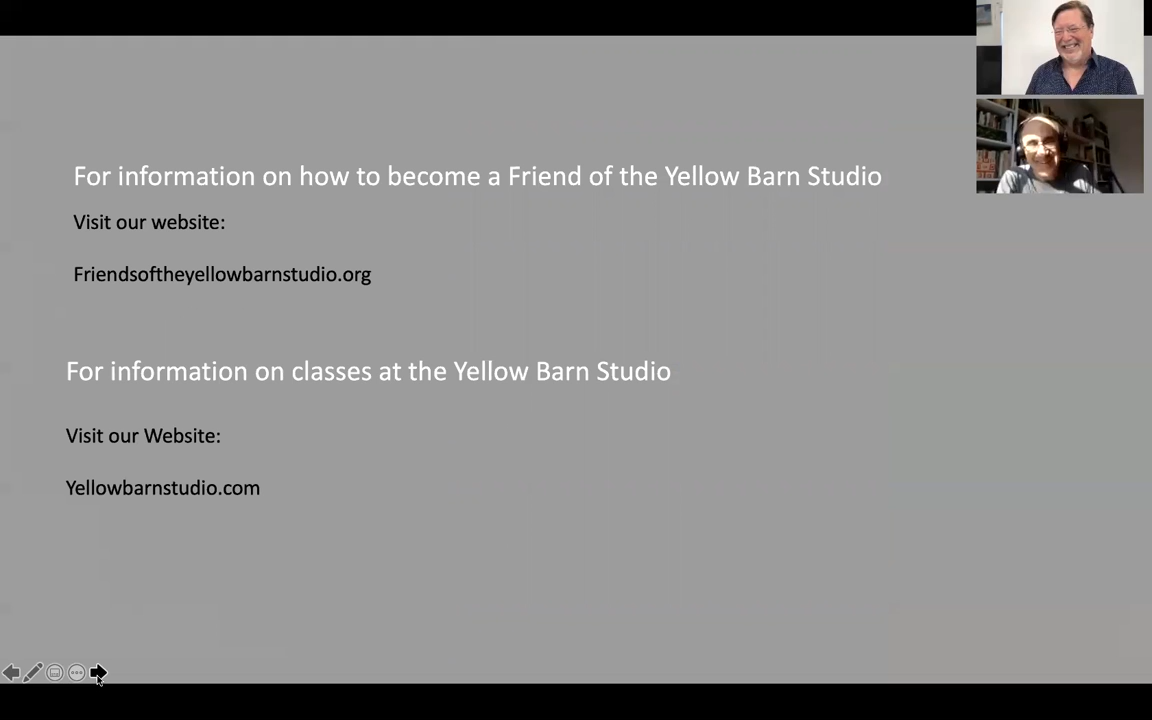 For information on how to become a Friend of the Yellow Barn Studio
Visit our website:
Friendsoftheyellowbarnstudio.org
For information on classes at the Yellow Barn Studio
Visit our Website:
Yellowbarnstudio.com